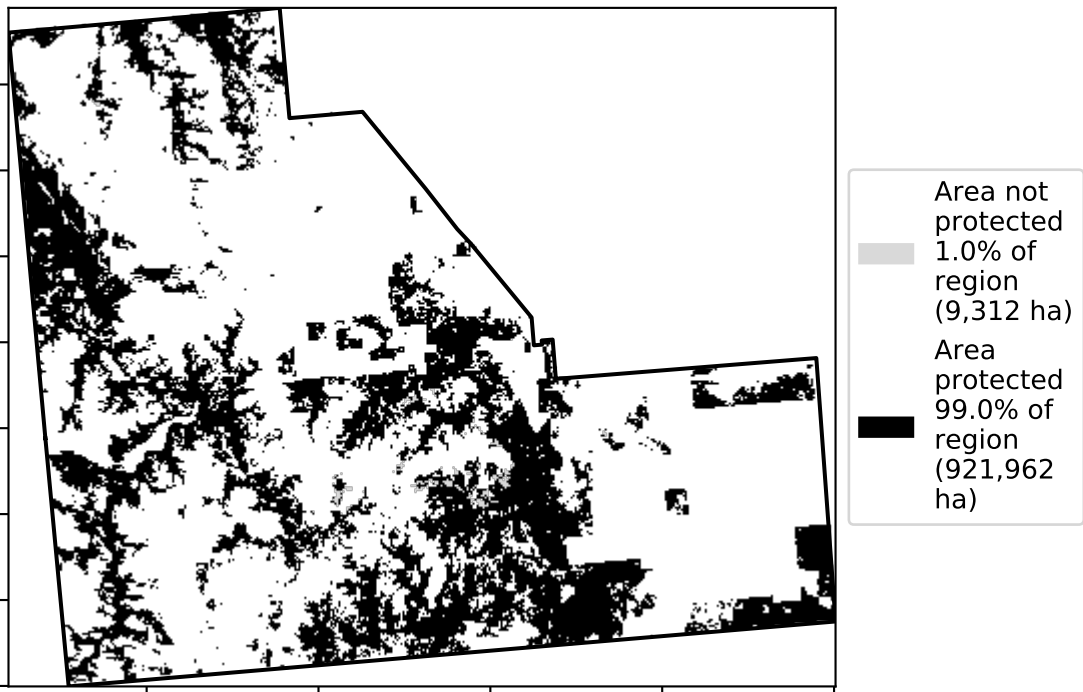 Area not
protected
1.0% of
region
(9,312 ha)
Area
protected
99.0% of
region
(921,962
ha)